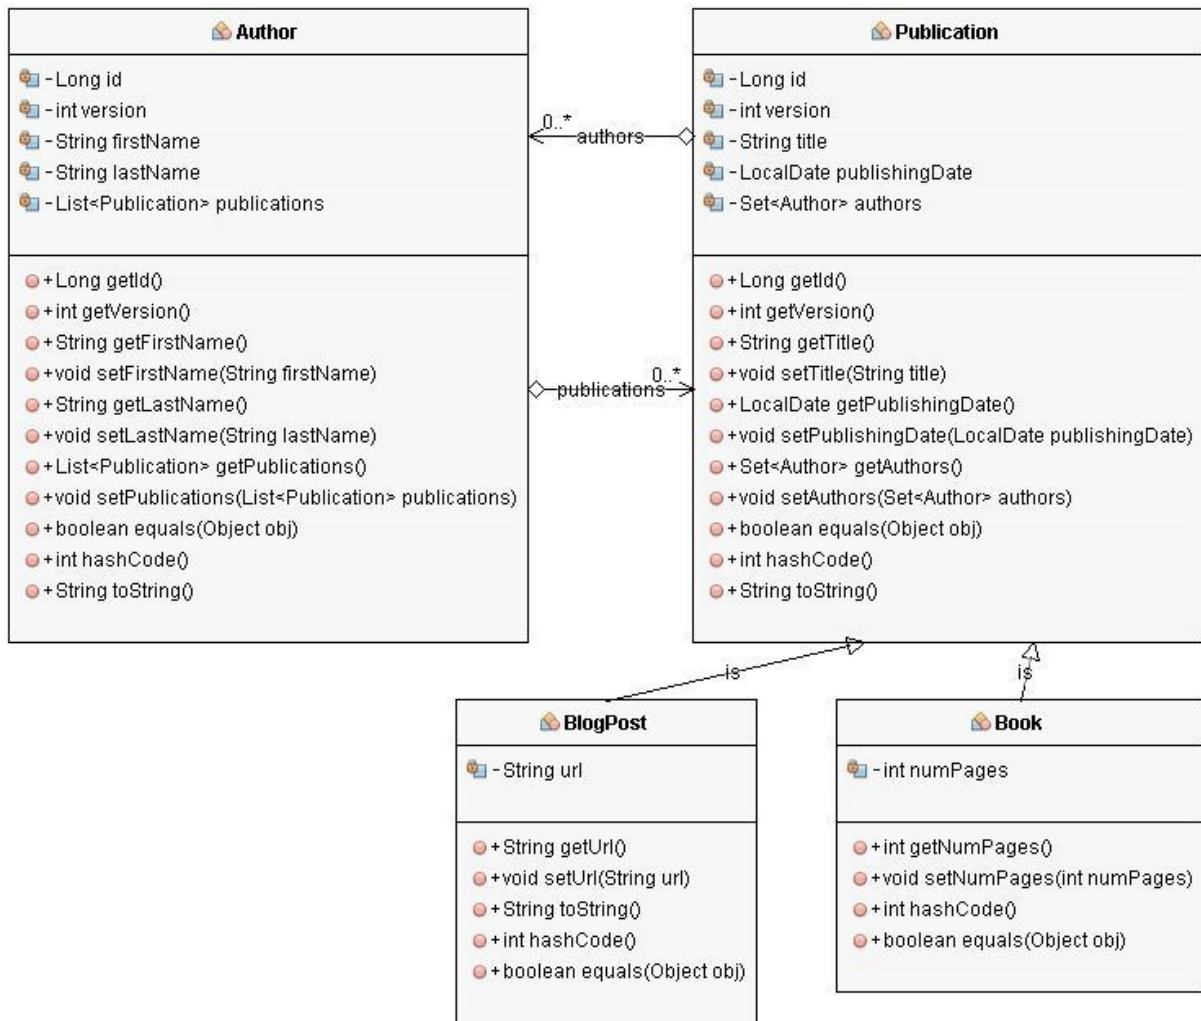 Author
- Long id
- int version
- String firstName
- String lastName
- List<Publication> publications
+ Long getId()
+ int getVersion()
+ String getFirstName()
+ void setFirstName(String firstName)
+ String getLastName()
+ void setLastName(String lastName)
+ List<Publication> getPublications()
+ void setPublications(List<Publication> publications)
+ boolean equals(Object obj)
+ int hashCode()
+ String toString()
0..*
authors
publications
0..*
Publication
- Long id
- int version
- String title
- LocalDate publishingDate
- Set<Author> authors
+ Long getId()
+ int getVersion()
+ String getTitle()
+ void setTitle(String title)
+ LocalDate getPublishingDate()
+ void setPublishingDate(LocalDate publishingDate)
+ Set<Author> getAuthors()
+ void setAuthors(Set<Author> authors)
+ boolean equals(Object obj)
+ int hashCode()
+ String toString()
is
is
BlogPost
- String url
+ String getUrl()
+ void setUrl(String url)
+ String toString()
+ int hashCode()
+ boolean equals(Object obj)
Book
- int numPages
+ int getNumPages()
+ void setNumPages(int numPages)
+ int hashCode()
+ boolean equals(Object obj)